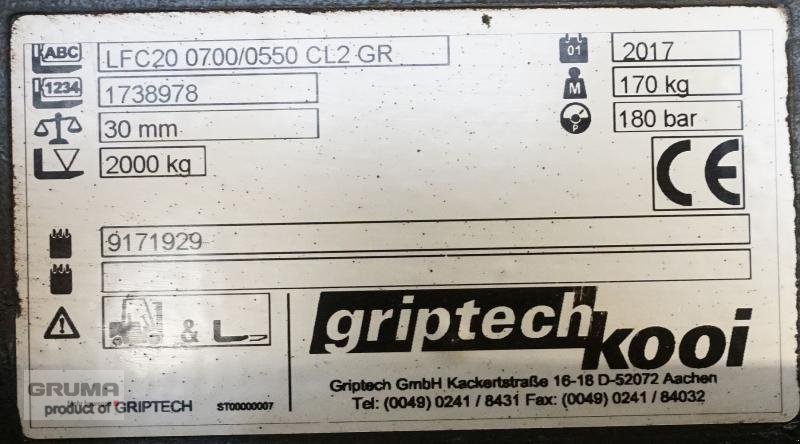 ABC LFC20 0700/0550 CL2 GR
01 2017
1234 1738978
M 170 kg
30 mm
P 180 bar
2000 kg
CE
9171929
&
griptech
kooi
GRUMA
Griptech GmbH Kackertstraße 16-18 D-52072 Aachen
product of GRIPTECH ST00000007
Tel: (0049) 0241 / 8431 Fax: (0049) 0241 / 84032